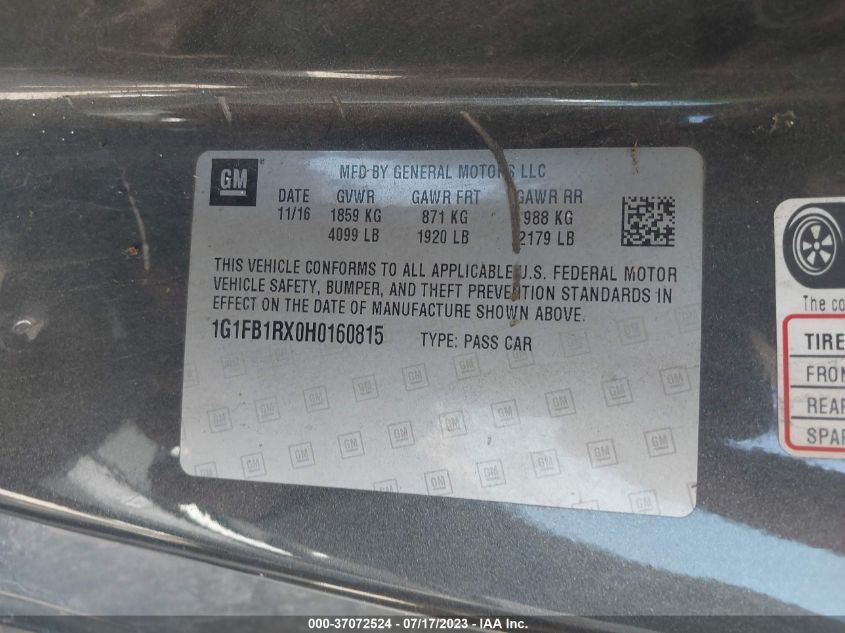 GM
MFD BY GENERAL MOTORS LLC
DATE GVWR GAWR FRT GAWR RR
11/16 1859 KG 871 KG 988 KG
4099 LB 1920 LB 2179 LB
THIS VEHICLE CONFORMS TO ALL APPLICABLE U.S. FEDERAL MOTOR
VEHICLE SAFETY, BUMPER, AND THEFT PREVENTION STANDARDS IN
EFFECT ON THE DATE OF MANUFACTURE SHOWN ABOVE.
1G1FB1RX0H0160815 TYPE: PASS CAR
The co
TIRE
FRON
REAR
SPAR
000-37072524 - 07/17/2023 - IAA Inc.